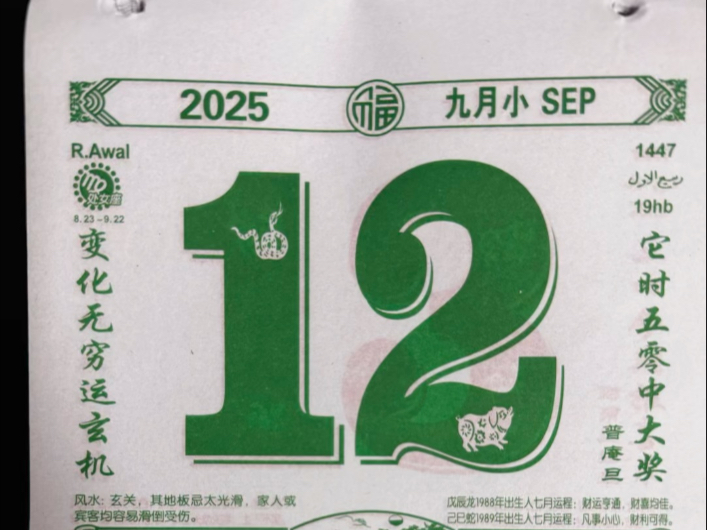 2025 福 九月小 SEP
R.Awal
处女座
8.23-9.22
1447
ربيع الاول
19hb
12
变化无穷运玄机
它时五零中大奖
普庵旦
风水: 玄关，其地板忌太光滑，家人或
宾客均容易滑倒受伤。
戊辰龙1988年出生人七月运程: 财运亨通，财喜均佳。
己巳蛇1989年出生人七月运程: 凡事小心，财利可得。